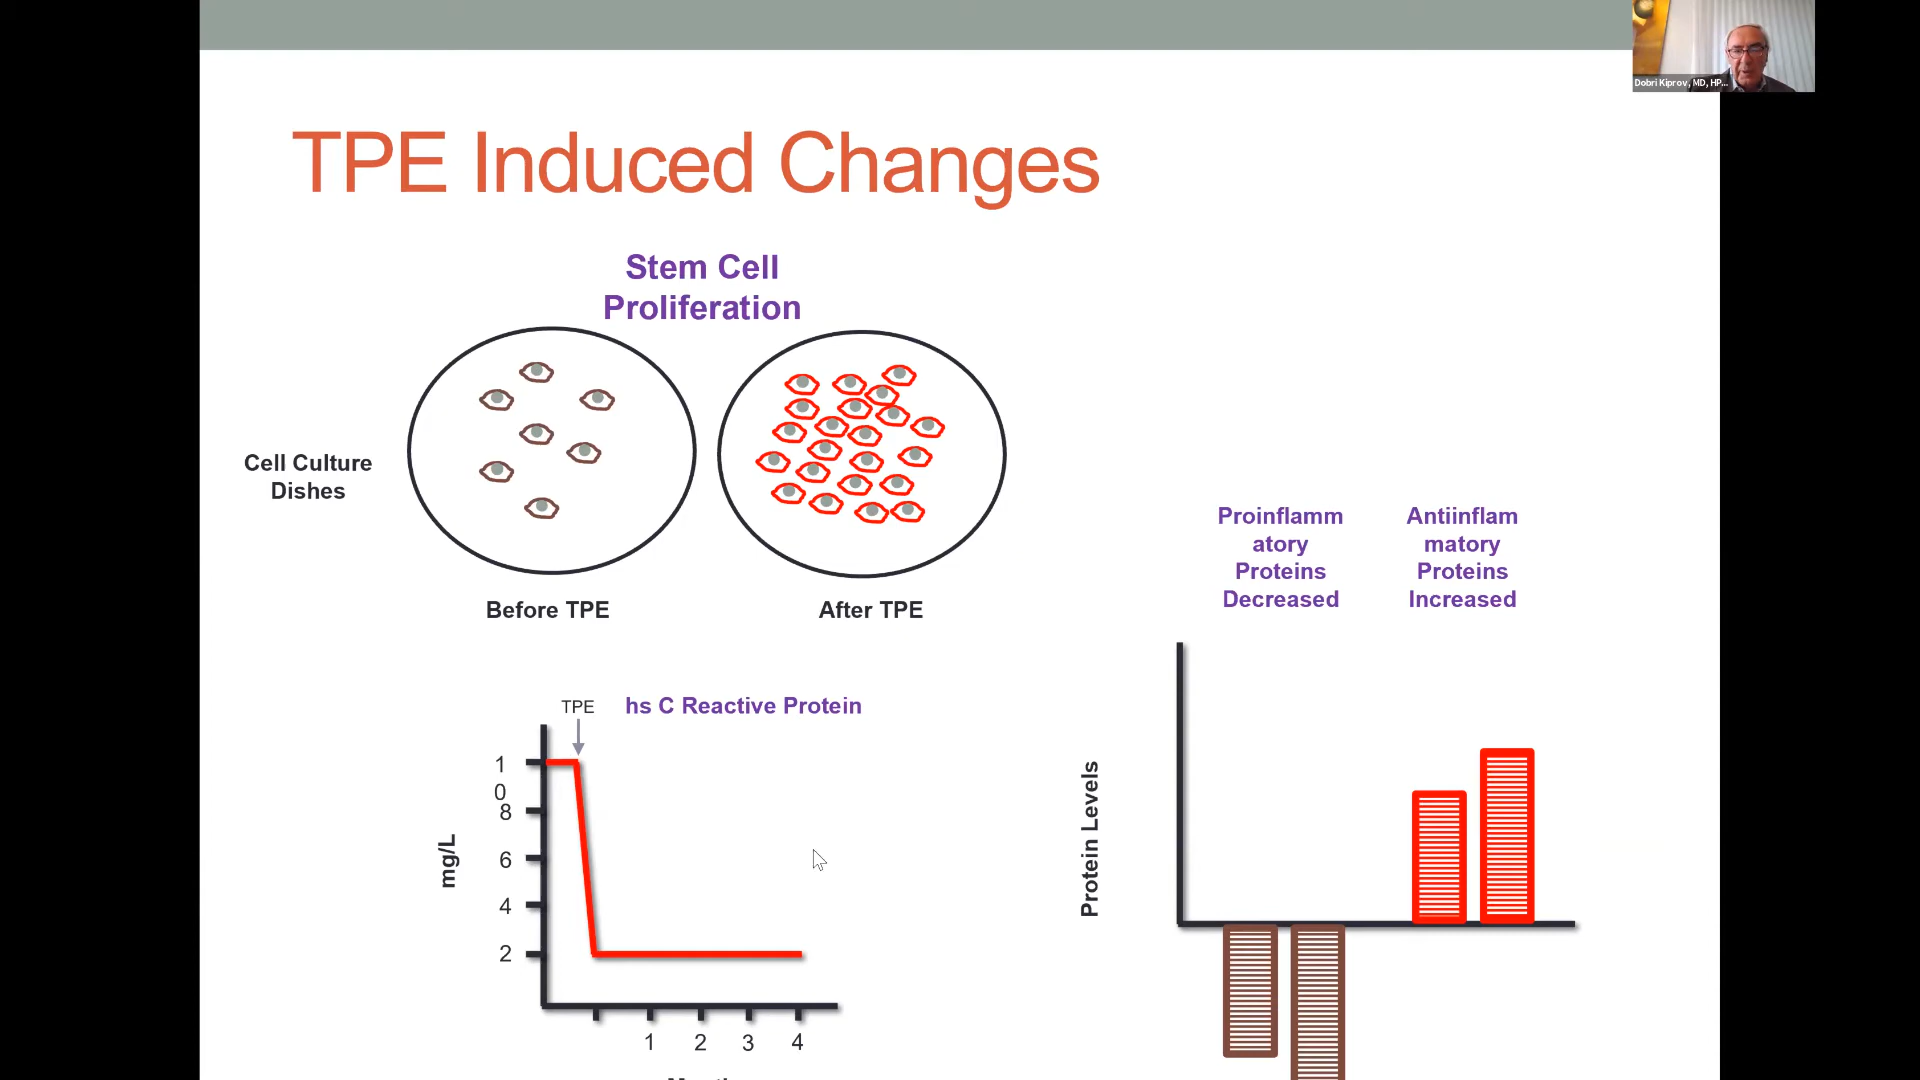 Dobri Kiprov, MD, HP...
TPE Induced Changes
Stem Cell
Proliferation
Cell Culture
Dishes
Before TPE
After TPE
Proinflamm
atory
Proteins
Decreased
Antiinflam
matory
Proteins
Increased
TPE
hs C Reactive Protein
mg/L
1
0
8
6
4
2
1 2 3 4
Protein Levels